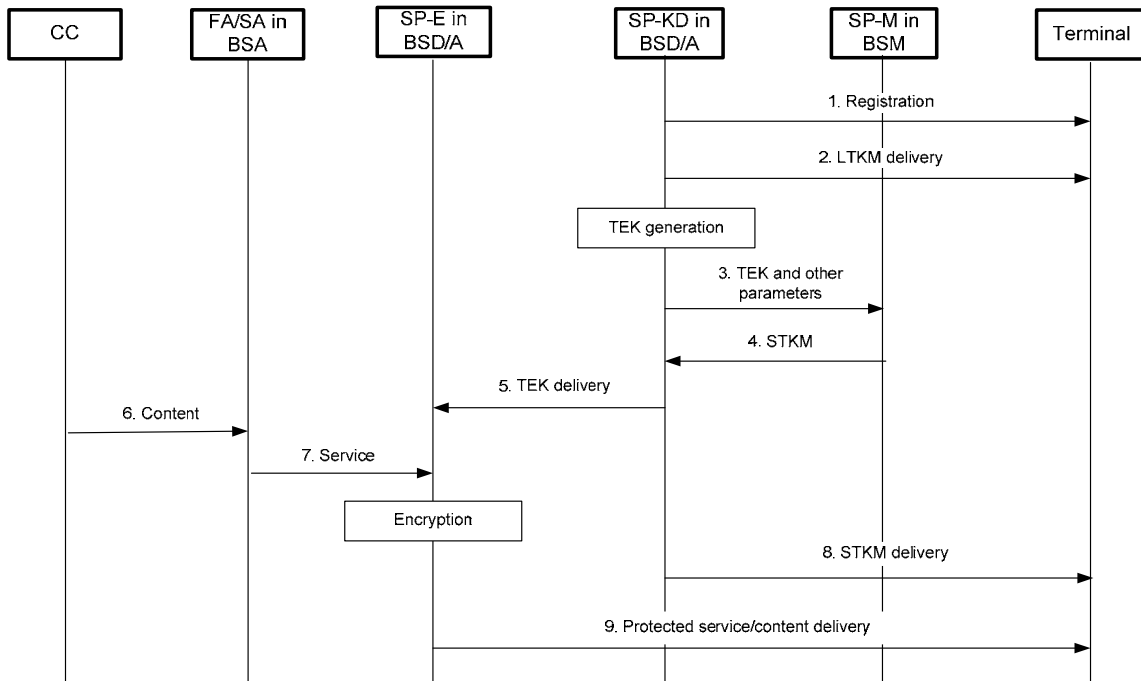 CC
FA/SA in
BSA
SP-E in
BSD/A
SP-KD in
BSD/A
SP-M in
BSM
Terminal
1. Registration
2. LTKM delivery
TEK generation
3. TEK and other
parameters
4. STKM
5. TEK delivery
6. Content
7. Service
Encryption
8. STKM delivery
9. Protected service/content delivery